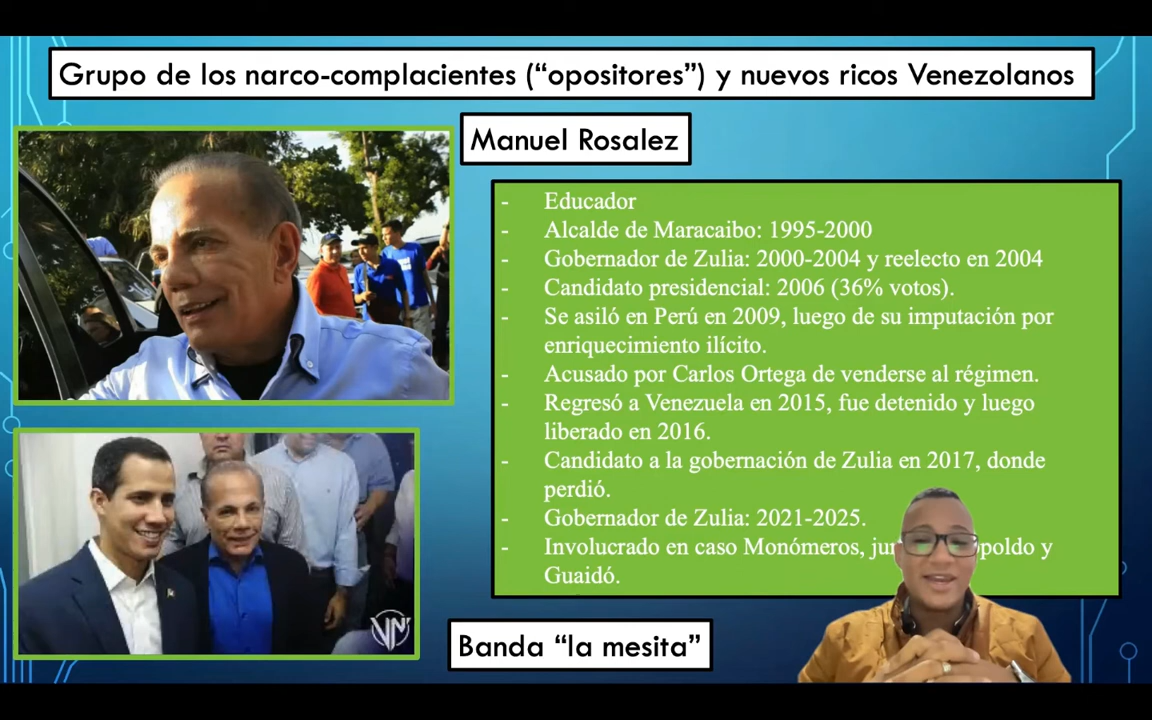 Grupo de los narco-complacientes (“opositores”) y nuevos ricos Venezolanos
Manuel Rosalez
- Educador
- Alcalde de Maracaibo: 1995-2000
- Gobernador de Zulia: 2000-2004 y reelecto en 2004
- Candidato presidencial: 2006 (36% votos).
- Se asiló en Perú en 2009, luego de su imputación por
enriquecimiento ilícito.
- Acusado por Carlos Ortega de venderse al régimen.
- Regresó a Venezuela en 2015, fue detenido y luego
liberado en 2016.
- Candidato a la gobernación de Zulia en 2017, donde
perdió.
- Gobernador de Zulia: 2021-2025.
- Involucrado en caso Monómeros, y
Guaidó.
VN
Banda “la mesita”